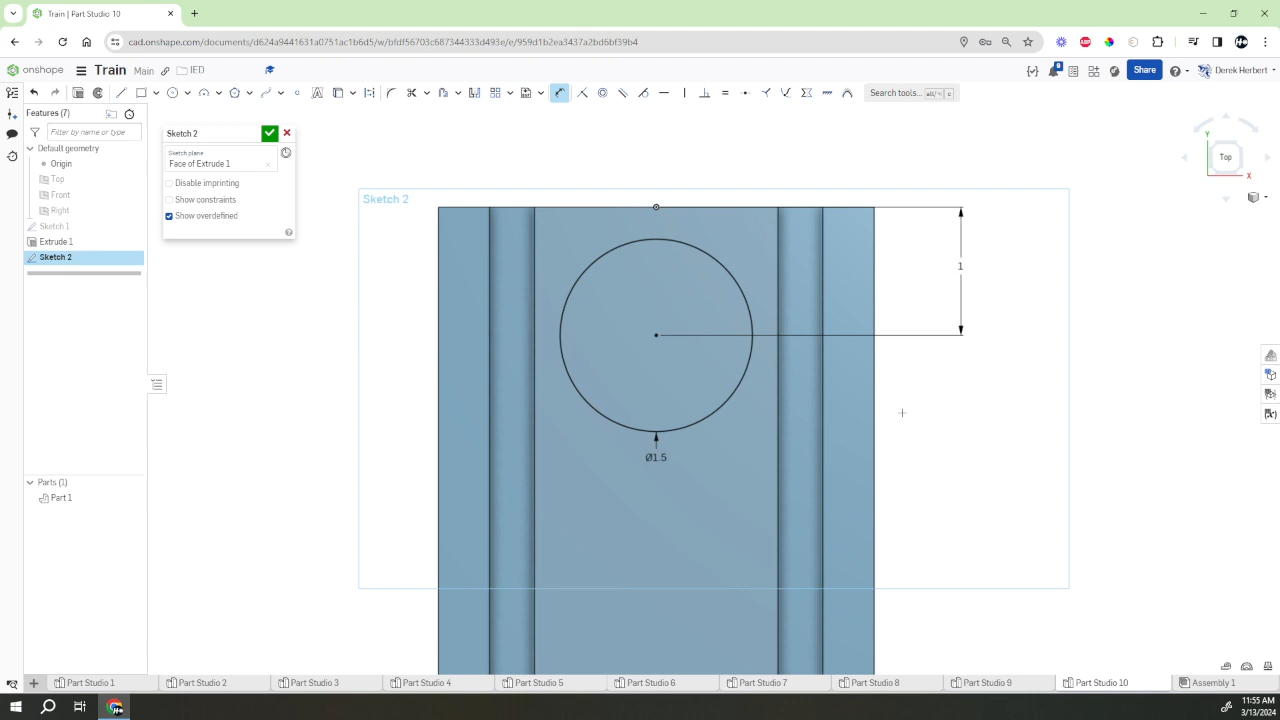 Train | Part Studio 10
cad.onshape.com/documents/d624a9441631a0751ac1b6d5/w/bfdf56703c687344333d493e/e/959d1b2ea3437a2bd6bf39b4
onshape
Train
Main
IED
Share
Derek Herbert
Search tools...
alt/⌥
c
Features (7)
Filter by name or type
Default geometry
Origin
Top
Front
Right
Sketch 1
Extrude 1
Sketch 2
Parts (1)
Part 1
Sketch 2
Sketch plane
Face of Extrude 1
Disable imprinting
Show constraints
Show overdefined
Sketch 2
1
Ø1.5
Y
Top
X
Part Studio 1
Part Studio 2
Part Studio 3
Part Studio 4
Part Studio 5
Part Studio 6
Part Studio 7
Part Studio 8
Part Studio 9
Part Studio 10
Assembly 1
11:55 AM
3/13/2024